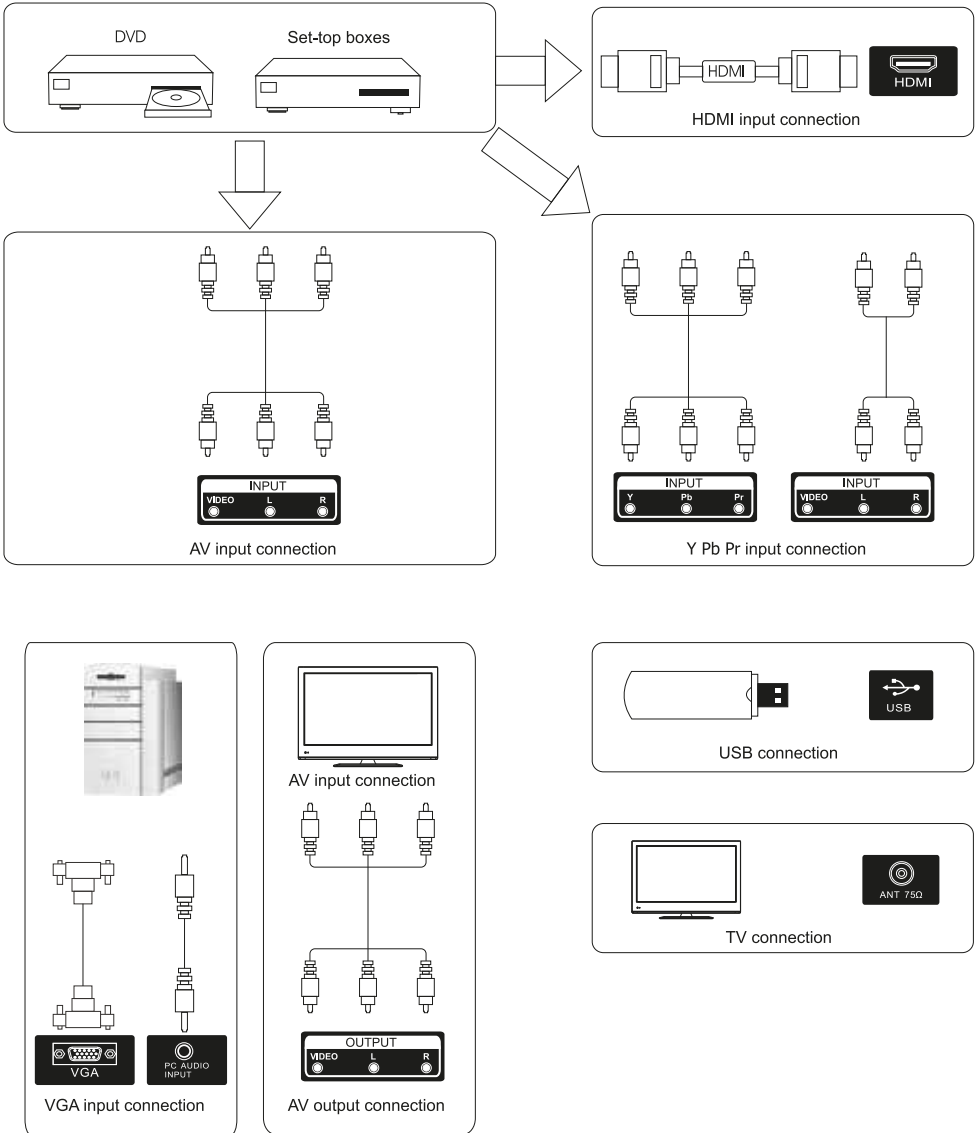 DVD
Set-top boxes
HDMI
HDMI
HDMI input connection
INPUT
VIDEO L R
AV input connection
INPUT
Y Pb Pr
INPUT
VIDEO L R
Y Pb Pr input connection
VGA
PC AUDIO
INPUT
VGA input connection
AV input connection
OUTPUT
VIDEO L R
AV output connection
USB
USB connection
ANT 75Ω
TV connection